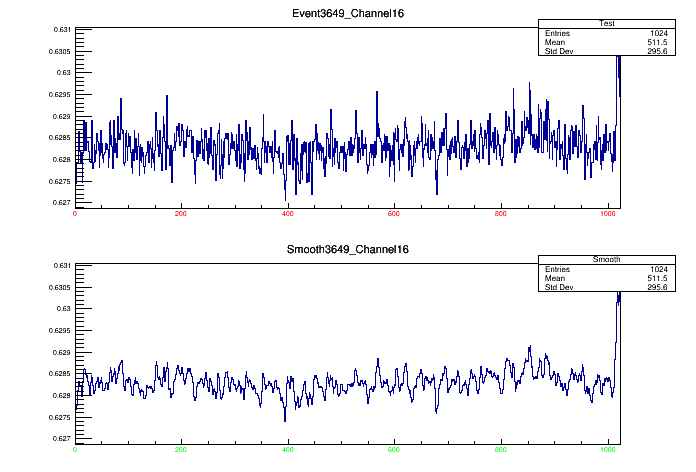 Event3649_Channel16
Test
Entries 1024
Mean 511.5
Std Dev 295.6
0.631
0.6305
0.63
0.6295
0.629
0.6285
0.628
0.6275
0.627
0 200 400 600 800 1000
Smooth3649_Channel16
Smooth
Entries 1024
Mean 511.5
Std Dev 295.6
0.631
0.6305
0.63
0.6295
0.629
0.6285
0.628
0.6275
0.627
0 200 400 600 800 1000